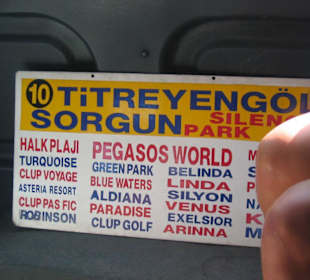 10 TiTREYENGÖL
SORGUN SILENC
PARK
HALK PLAJI
TURQUOISE
CLUP VOYAGE
ASTERIA RESORT
CLUP PAS FIC
ROBINSON
PEGASOS WORLD
GREEN PARK
BLUE WATERS
ALDIANA
PARADISE
CLUP GOLF
BELINDA
LINDA
SILYON
VENUS
EXELSIOR
ARINNA